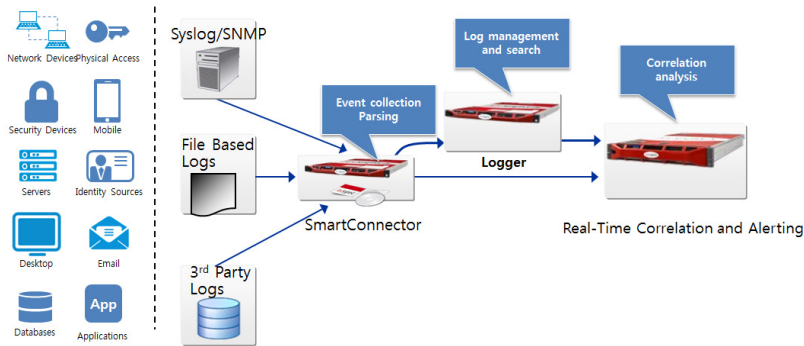 Network Devices
Physical Access
Security Devices
Mobile
Servers
Identity Sources
Desktop
Email
App
Databases
Applications
Syslog/SNMP
File Based
Logs
3rd Party
Logs
Event collection
Parsing
SmartConnector
Log management
and search
Logger
Correlation
analysis
Real-Time Correlation and Alerting